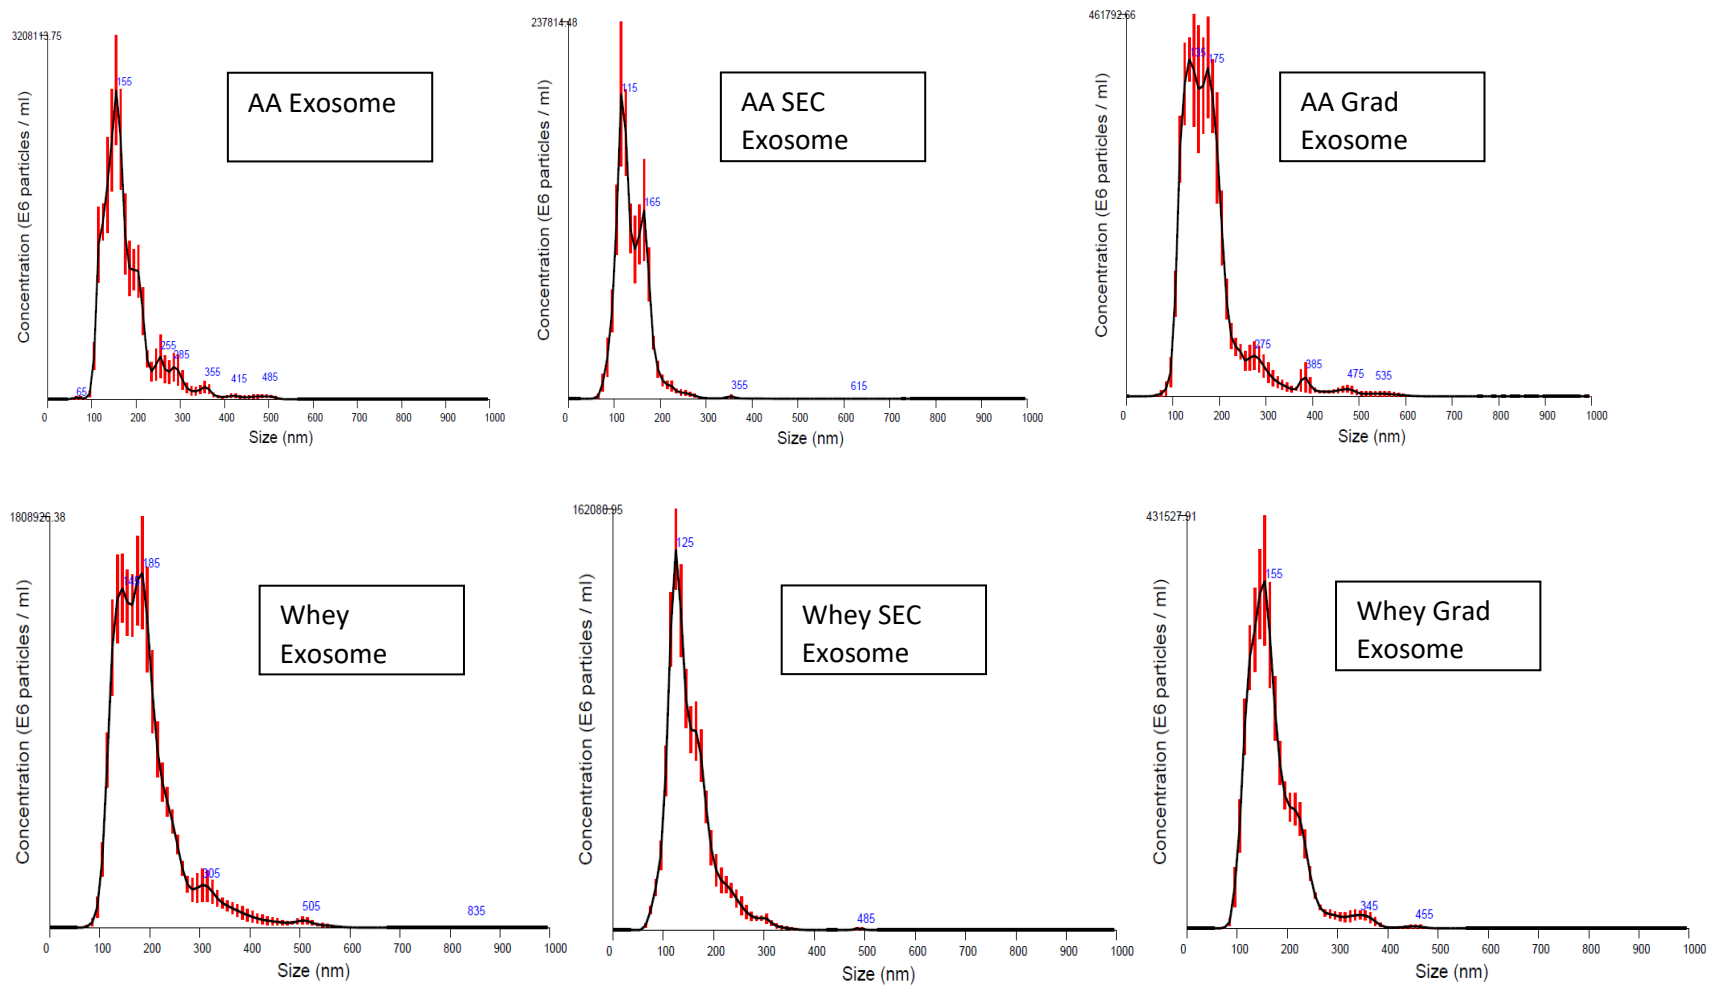 3208113.75
Concentration (E6 particles / ml)
AA Exosome
65
155
255
285
355
415
485
0 100 200 300 400 500 600 700 800 900 1000
Size (nm)
237814.48
Concentration (E6 particles / ml)
AA SEC
Exosome
115
165
355
615
0 100 200 300 400 500 600 700 800 900 1000
Size (nm)
461792.66
Concentration (E6 particles / ml)
AA Grad
Exosome
135
175
275
385
475
535
0 100 200 300 400 500 600 700 800 900 1000
Size (nm)
1808926.38
Concentration (E6 particles / ml)
Whey
Exosome
145
185
305
505
835
0 100 200 300 400 500 600 700 800 900 1000
Size (nm)
162080.95
Concentration (E6 particles / ml)
Whey SEC
Exosome
125
485
0 100 200 300 400 500 600 700 800 900 1000
Size (nm)
431527.91
Concentration (E6 particles / ml)
Whey Grad
Exosome
155
345
455
0 100 200 300 400 500 600 700 800 900 1000
Size (nm)